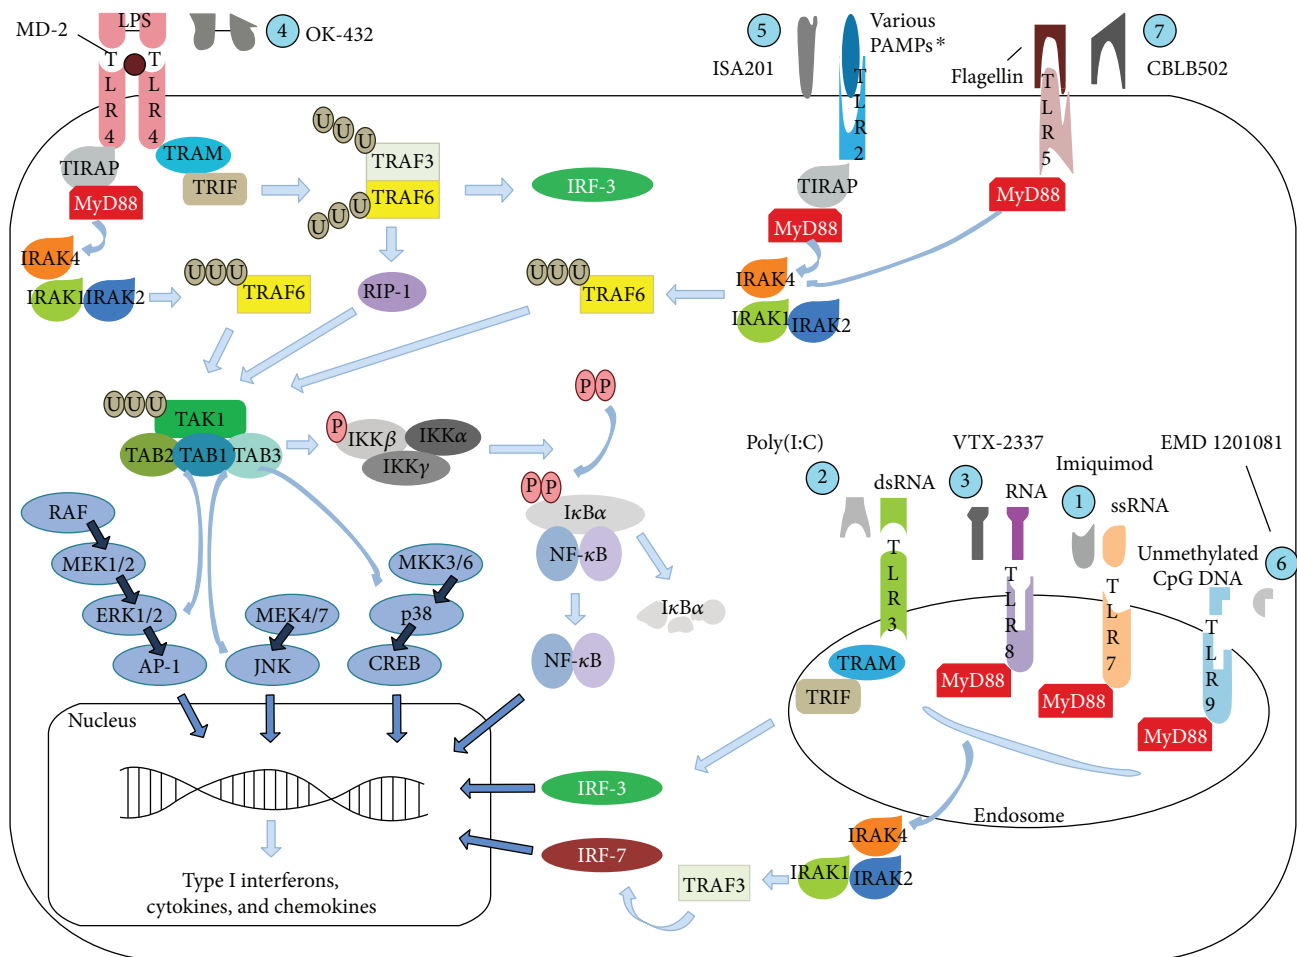 LPS
MD-2
4
OK-432
T
L
R
4
T
L
R
4
TIRAP
MyD88
TRAM
TRIF
IRAK4
IRAK1
IRAK2
U U U
TRAF3
TRAF6
U U U
IRF-3
RIP-1
U U U
TRAF6
5
ISA201
Various
PAMPs*
T
L
R
2
TIRAP
MyD88
IRAK4
IRAK1
IRAK2
U U U
TRAF6
Flagellin
7
CBLB502
T
L
R
5
MyD88
U U U
TAK1
TAB2
TAB1
TAB3
P
IKKβ
IKKα
IKKγ
P P
P P
IκBα
NF-κB
IκBα
NF-κB
RAF
MEK1/2
ERK1/2
AP-1
MEK4/7
JNK
MKK3/6
p38
CREB
Poly(I:C)
2
dsRNA
T
L
R
3
TRAM
TRIF
VTX-2337
3
RNA
T
L
R
8
MyD88
Imiquimod
1
ssRNA
T
L
R
7
MyD88
EMD 1201081
Unmethylated
CpG DNA
6
T
L
R
9
MyD88
Endosome
IRAK4
IRAK1
IRAK2
TRAF3
IRF-3
IRF-7
Nucleus
Type I interferons,
cytokines, and chemokines